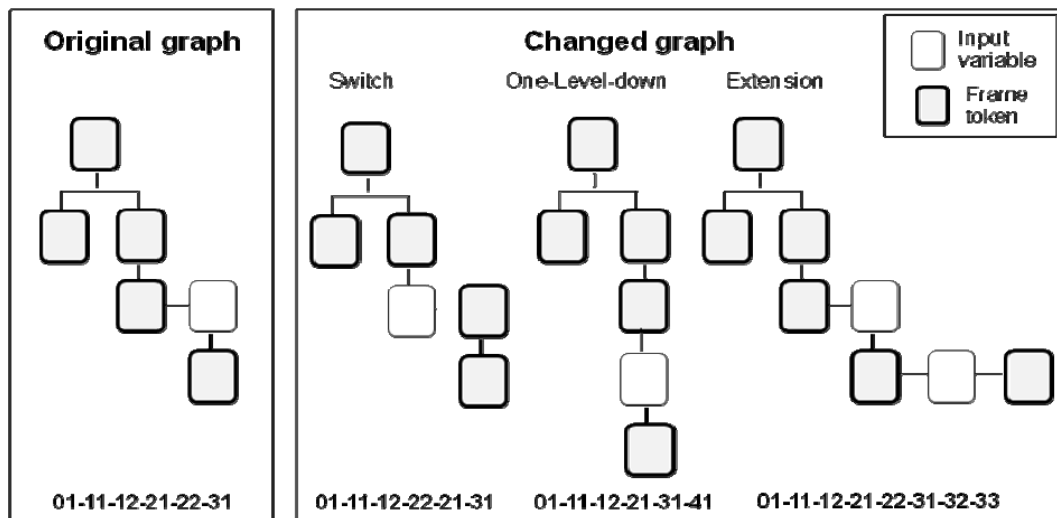 Original graph
Changed graph
Input
variable
Frame
token
Switch
One-Level-down
Extension
01-11-12-21-22-31
01-11-12-22-21-31
01-11-12-21-31-41
01-11-12-21-22-31-32-33